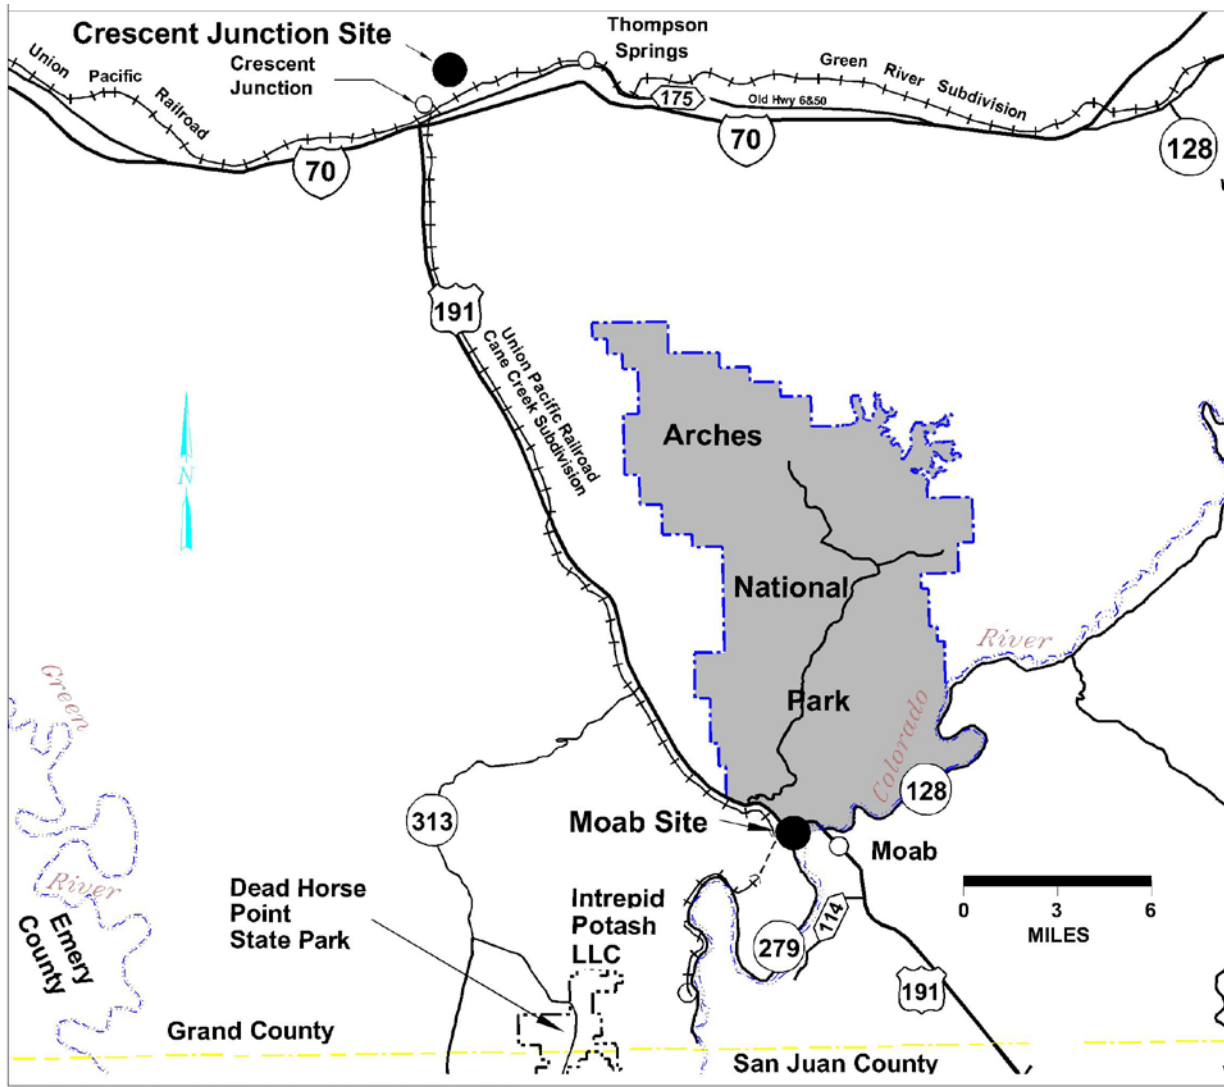 Crescent Junction Site
Thompson
Springs
Crescent
Junction
Union
Pacific
Railroad
Green River Subdivision
175
Old Hwy 6&50
70
70
128
191
Union Pacific Railroad
Cane Creek Subdivision
Arches
National
Park
N
River
Colorado
Green
River
128
313
Moab Site
Moab
Dead Horse
Point
State Park
Intrepid
Potash
LLC
Emery
County
114
279
191
0 3 6
MILES
Grand County
San Juan County